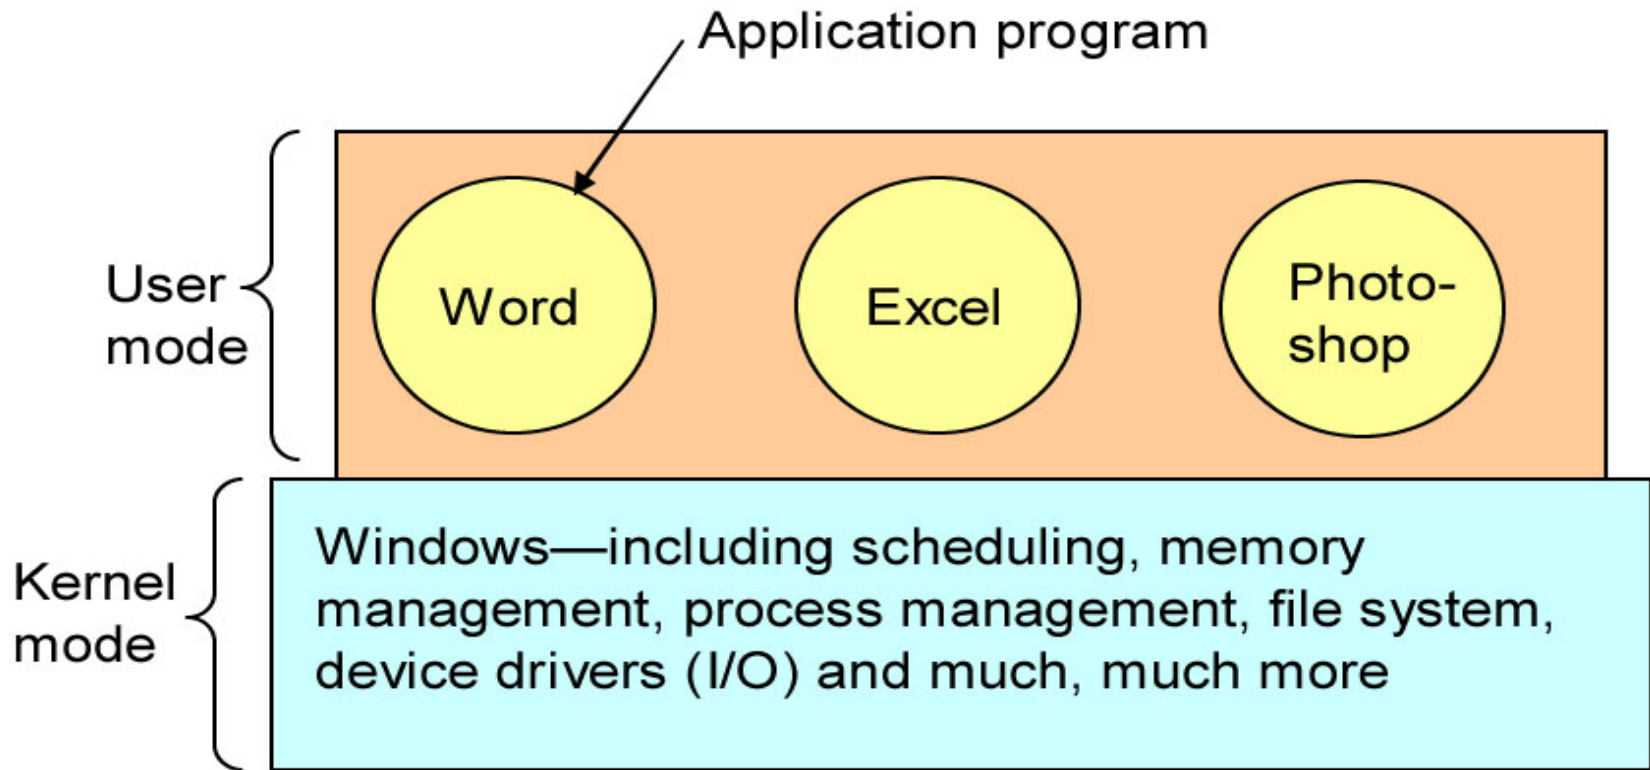 Application program
User
mode
Word
Excel
Photo-
shop
Kernel
mode
Windows—including scheduling, memory
management, process management, file system,
device drivers (I/O) and much, much more